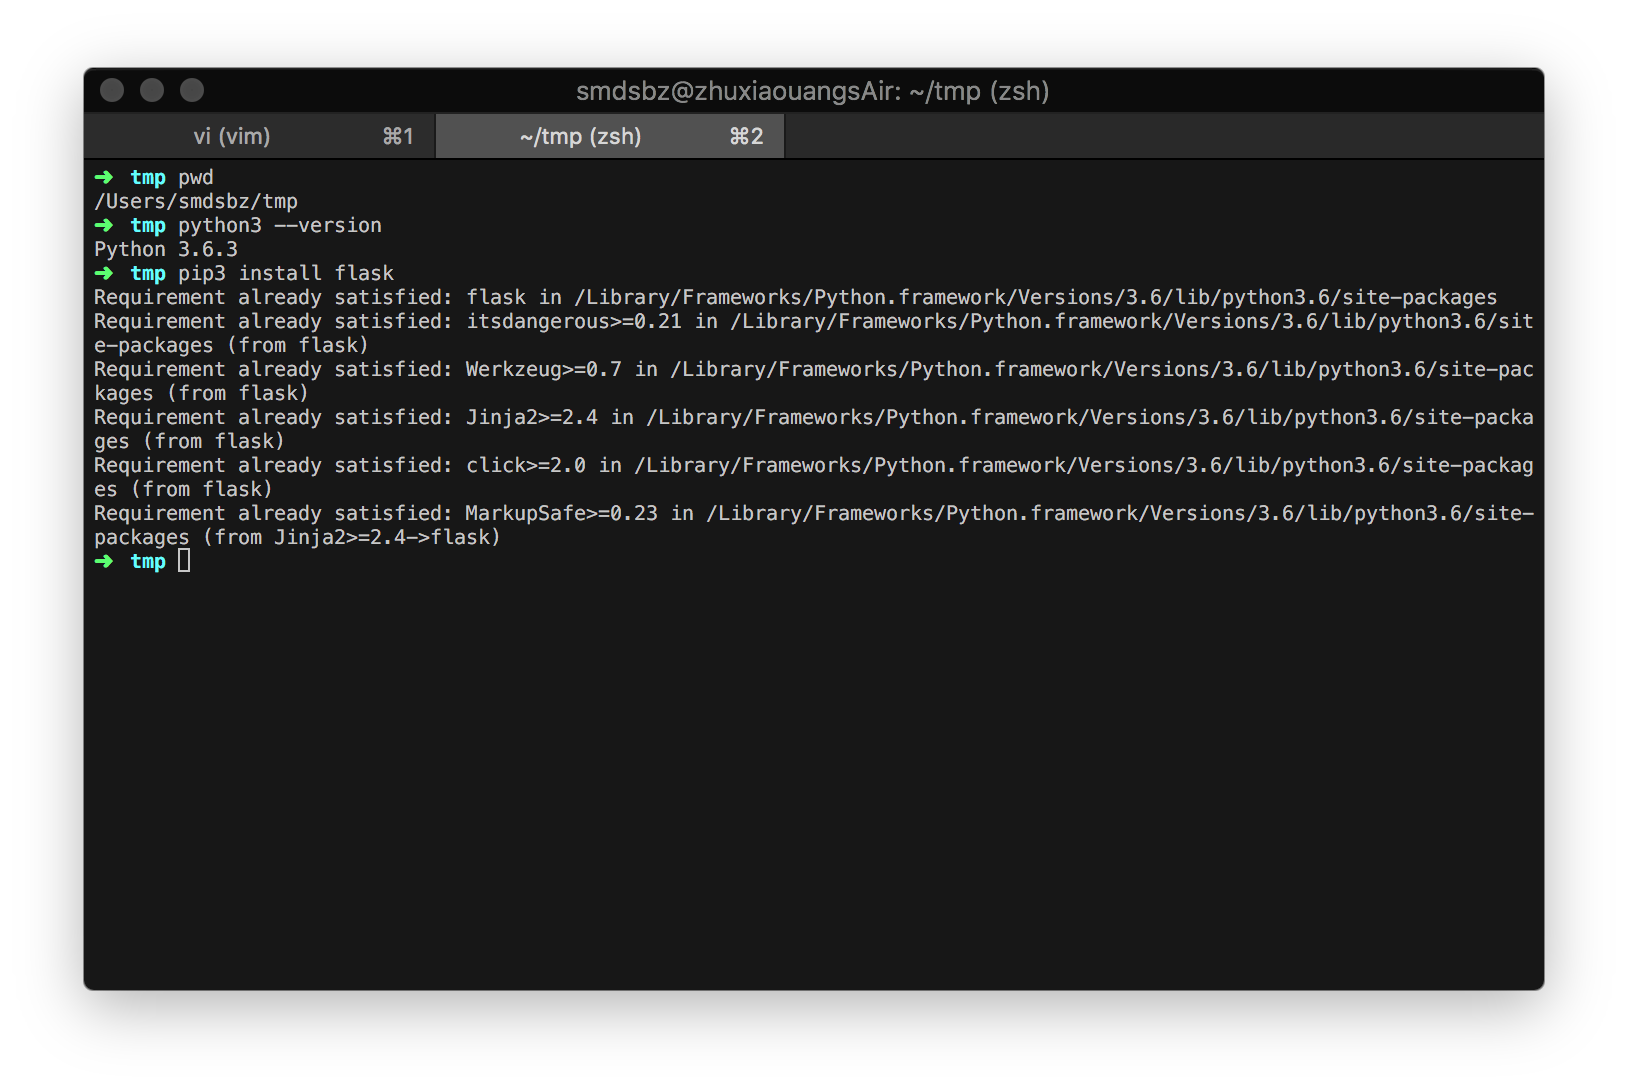 smdsbz@zhuxiaouangsAir: ~/tmp (zsh)
vi (vim) ⌘1 ~/tmp (zsh) ⌘2
➜ tmp pwd
/Users/smdsbz/tmp
➜ tmp python3 --version
Python 3.6.3
➜ tmp pip3 install flask
Requirement already satisfied: flask in /Library/Frameworks/Python.framework/Versions/3.6/lib/python3.6/site-packages
Requirement already satisfied: itsdangerous>=0.21 in /Library/Frameworks/Python.framework/Versions/3.6/lib/python3.6/sit
e-packages (from flask)
Requirement already satisfied: Werkzeug>=0.7 in /Library/Frameworks/Python.framework/Versions/3.6/lib/python3.6/site-pac
kages (from flask)
Requirement already satisfied: Jinja2>=2.4 in /Library/Frameworks/Python.framework/Versions/3.6/lib/python3.6/site-packa
ges (from flask)
Requirement already satisfied: click>=2.0 in /Library/Frameworks/Python.framework/Versions/3.6/lib/python3.6/site-packag
es (from flask)
Requirement already satisfied: MarkupSafe>=0.23 in /Library/Frameworks/Python.framework/Versions/3.6/lib/python3.6/site-
packages (from Jinja2>=2.4->flask)
➜ tmp